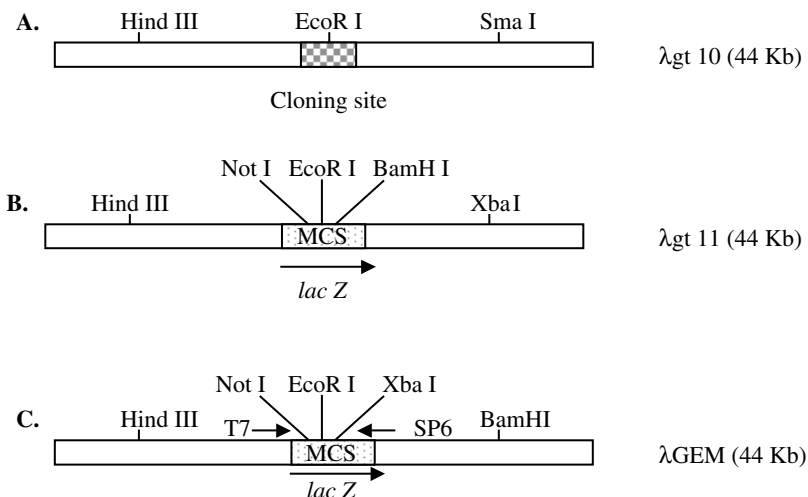 A.
Hind III EcoR I Sma I
λgt 10 (44 Kb)
Cloning site
Not I EcoR I BamH I
B.
Hind III Xba I
MCS
λgt 11 (44 Kb)
lac Z
Not I EcoR I Xba I
C.
Hind III T7 SP6 BamHI
MCS
λGEM (44 Kb)
lac Z